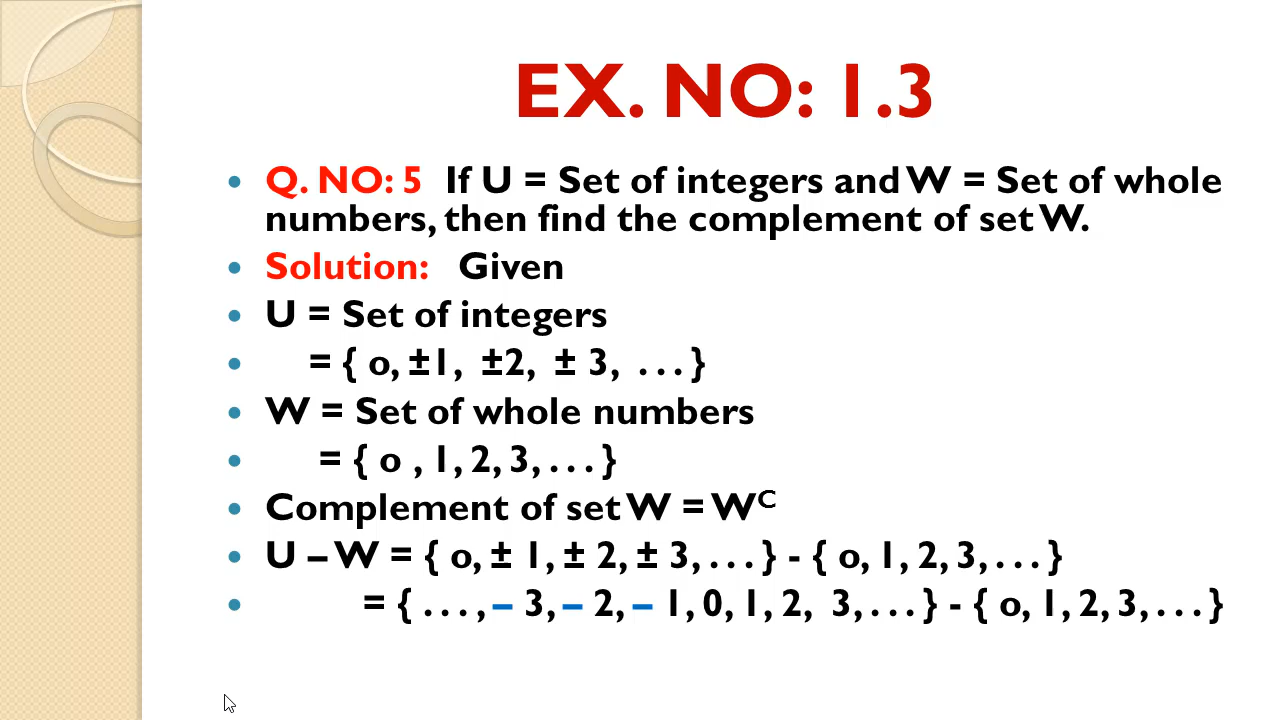 EX. NO: 1.3
• Q. NO: 5 If U = Set of integers and W = Set of whole
numbers, then find the complement of set W.
• Solution: Given
• U = Set of integers
• = { o, ±1, ±2, ± 3, . . . }
• W = Set of whole numbers
• = { o , 1, 2, 3, . . . }
• Complement of set W = Wᶜ
• U – W = { o, ± 1, ± 2, ± 3, . . . } - { o, 1, 2, 3, . . . }
• = { . . . , – 3, – 2, – 1, 0, 1, 2, 3, . . . } - { o, 1, 2, 3, . . . }